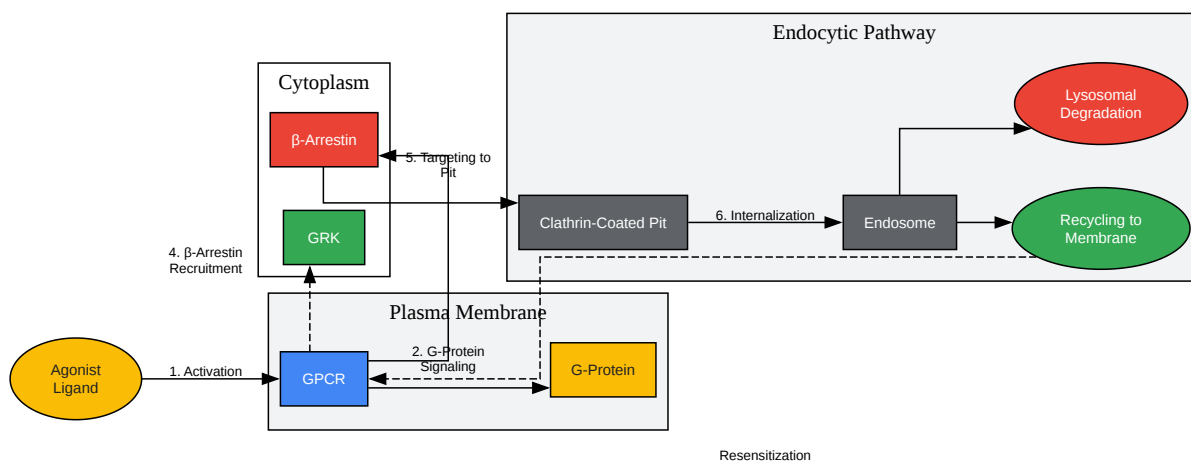 Endocytic Pathway
Cytoplasm
Lysosomal
Degradation
β-Arrestin
5. Targeting to
Pit
Clathrin-Coated Pit
6. Internalization
Endosome
Recycling to
Membrane
GRK
4. β-Arrestin
Recruitment
Plasma Membrane
Agonist
Ligand
1. Activation
GPCR
2. G-Protein
Signaling
G-Protein
Resensitization